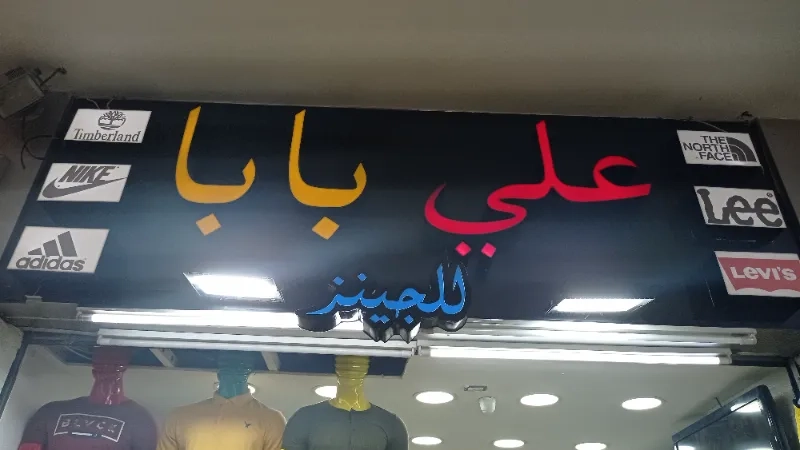 علي بابا
للجينز
Timberland
NIKE
adidas
THE
NORTH
FACE
Lee
LEVI'S